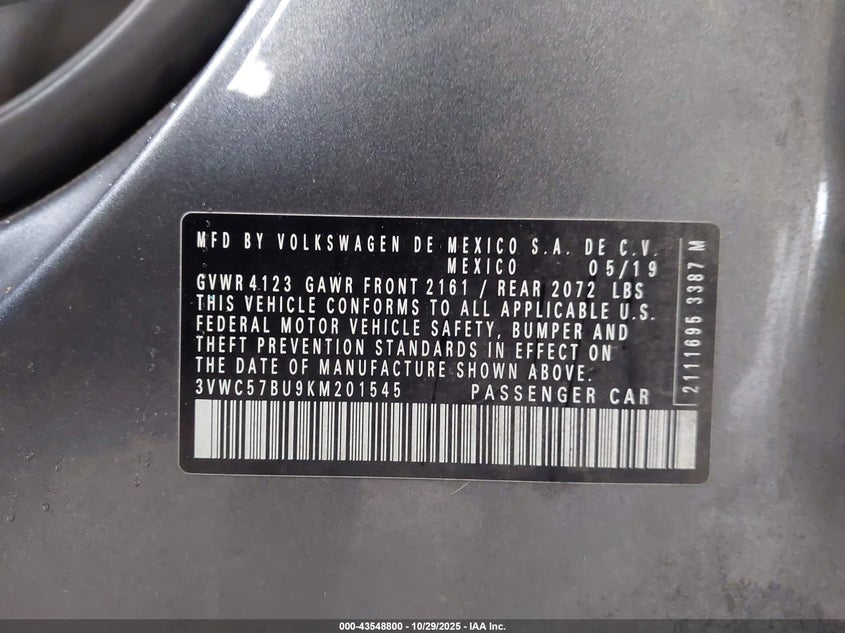 MFD BY VOLKSWAGEN DE MEXICO S.A. DE C.V.
MEXICO 05/19
GVWR 4.123 GAWR FRONT 2161 / REAR 2072 LBS
THIS VEHICLE CONFORMS TO ALL APPLICABLE U.S.
FEDERAL MOTOR VEHICLE SAFETY, BUMPER AND
THEFT PREVENTION STANDARDS IN EFFECT ON
THE DATE OF MANUFACTURE SHOWN ABOVE.
3VWC57BU9KM201545 PASSENGER CAR
2111695 3387 M
000-43548800 - 10/29/2025 - IAA Inc.